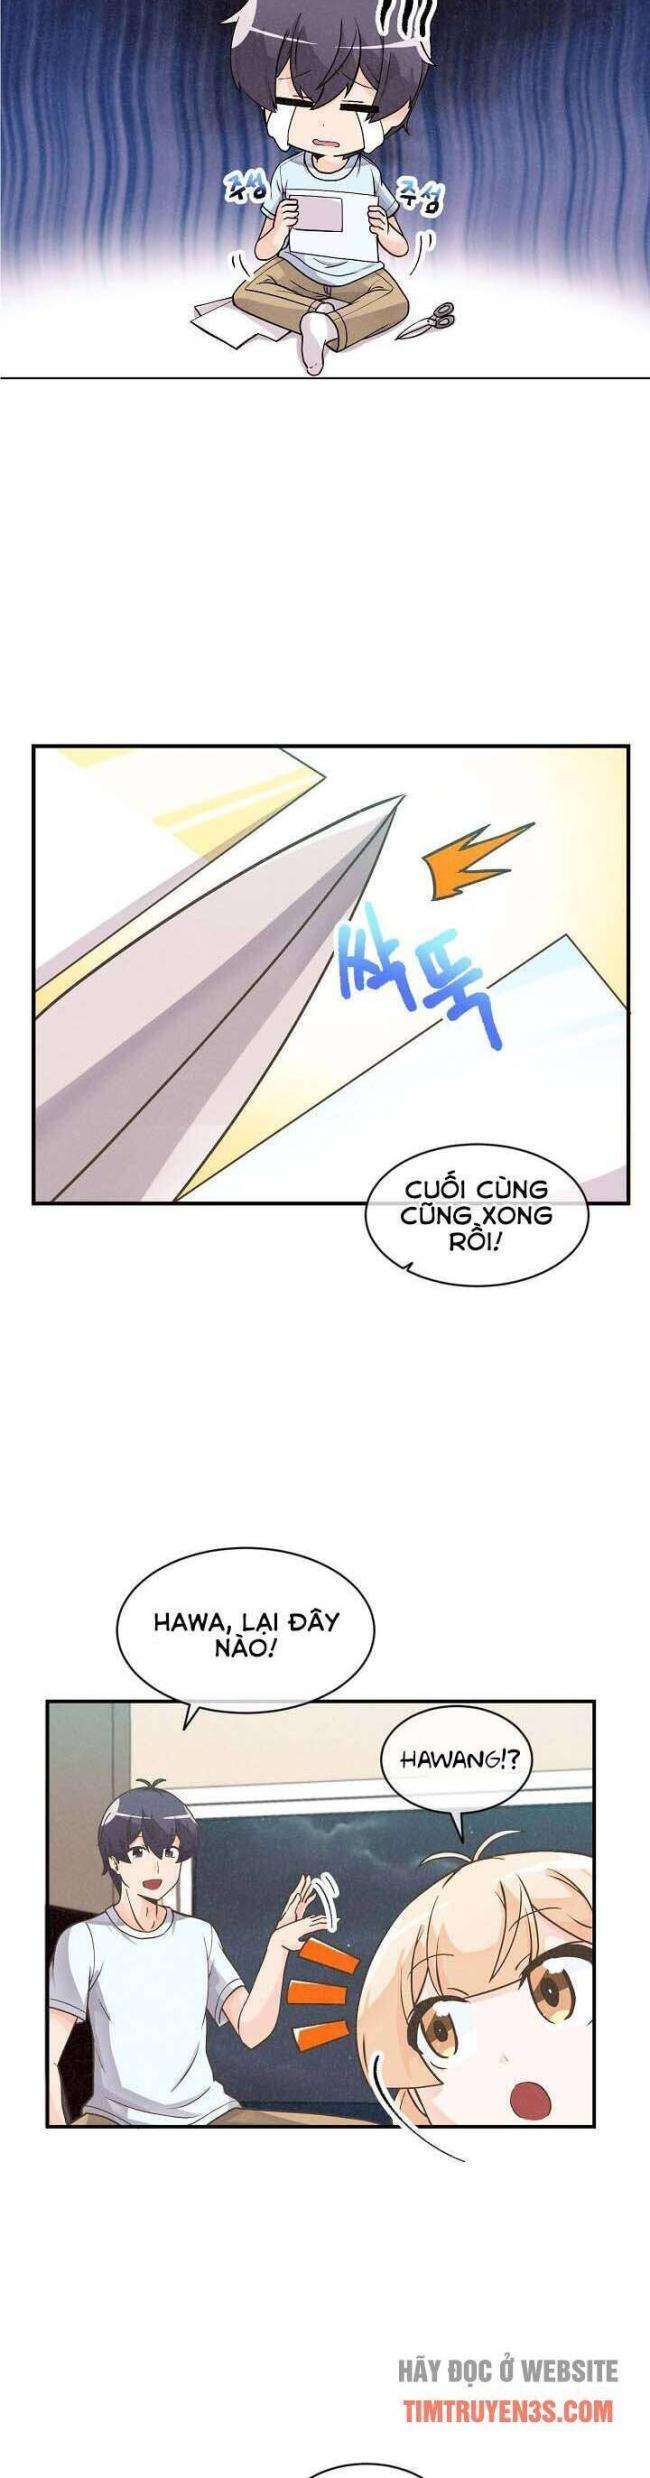 주섬
주섬
싹뚝
CUỐI CÙNG
CŨNG XONG
RỒI!
HAWA, LẠI ĐÂY
NÀO!
HAWANG!?
HÃY ĐỌC Ở WEBSITE
TIMTRUYEN3S.COM